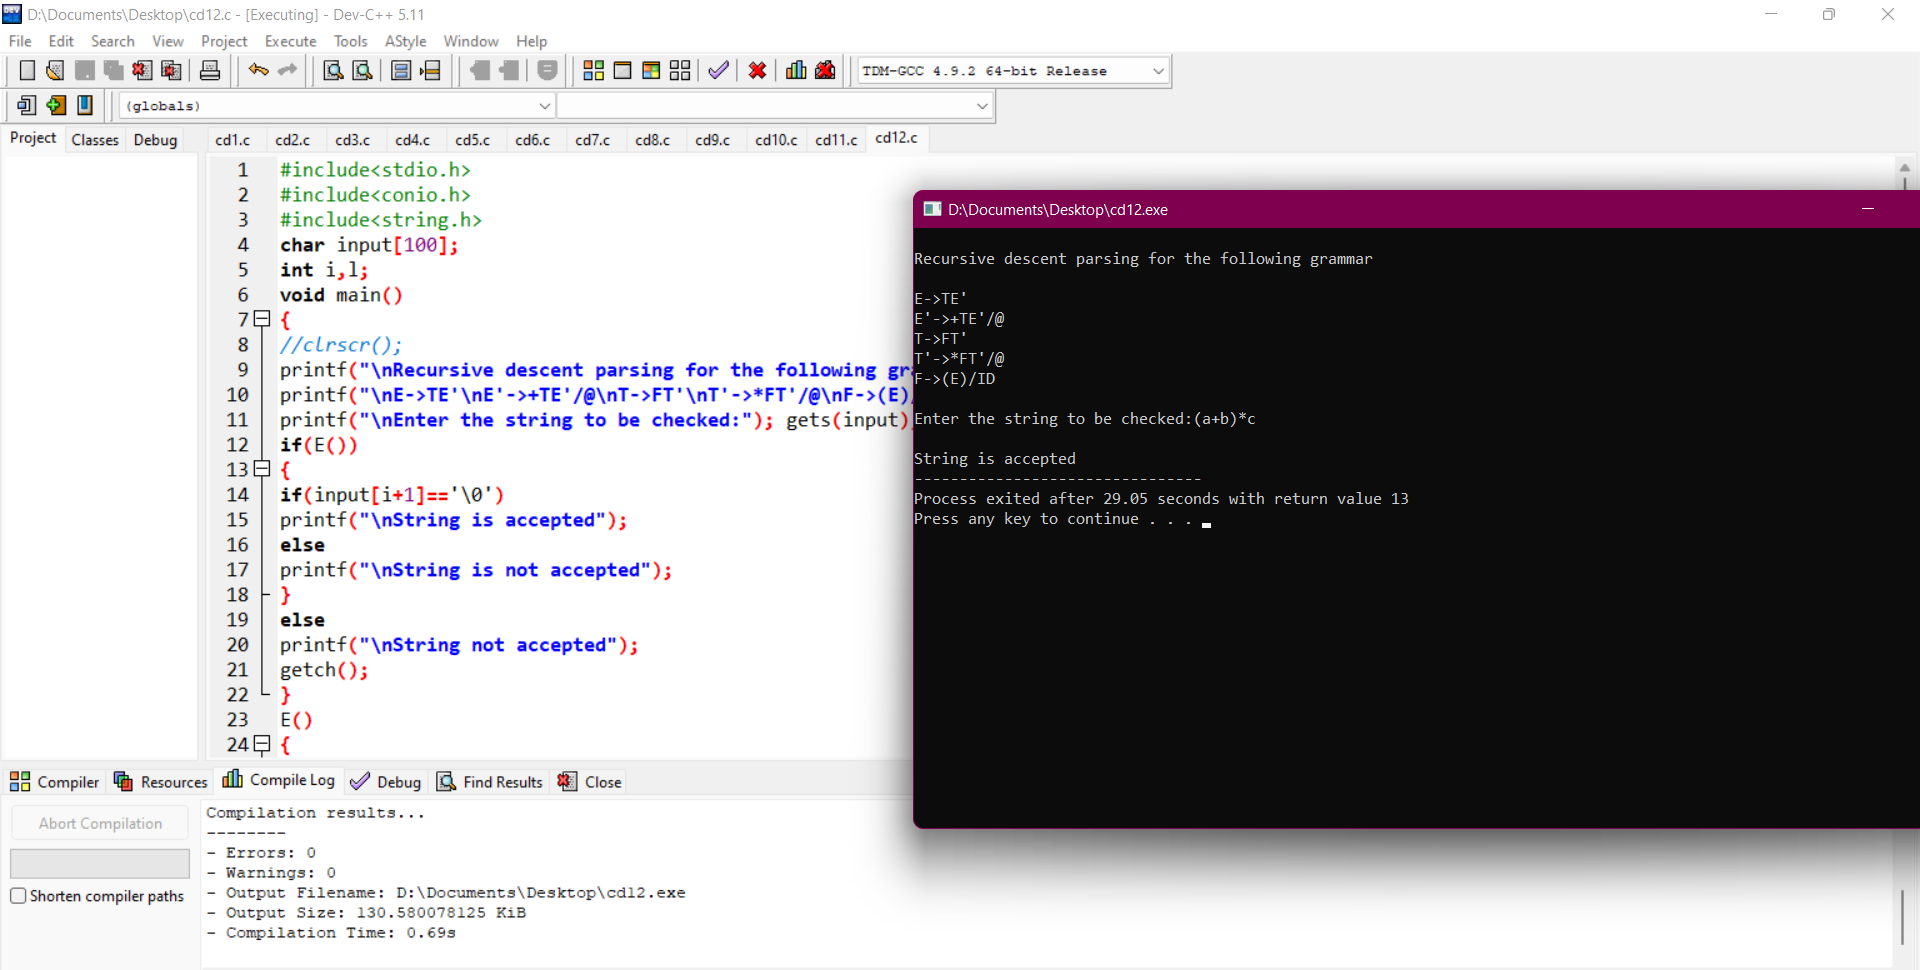 D:\Documents\Desktop\cd12.c - [Executing] - Dev-C++ 5.11
File Edit Search View Project Execute Tools AStyle Window Help
TDM-GCC 4.9.2 64-bit Release
(globals)
Project Classes Debug cd1.c cd2.c cd3.c cd4.c cd5.c cd6.c cd7.c cd8.c cd9.c cd10.c cd11.c cd12.c
1 #include<stdio.h>
2 #include<conio.h>
3 #include<string.h>
4 char input[100];
5 int i,l;
6 void main()
7 {
8 //clrscr();
9 printf("\nRecursive descent parsing for the following gr
10 printf("\nE->TE'\nE'->+TE'/@\nT->FT'\nT'->*FT'/@\nF->(E)/
11 printf("\nEnter the string to be checked:"); gets(input)
12 if(E())
13 {
14 if(input[i+1]=='\0')
15 printf("\nString is accepted");
16 else
17 printf("\nString is not accepted");
18 }
19 else
20 printf("\nString not accepted");
21 getch();
22 }
23 E()
24 {
D:\Documents\Desktop\cd12.exe
Recursive descent parsing for the following grammar
E->TE'
E'->+TE'/@
T->FT'
T'->*FT'/@
F->(E)/ID
Enter the string to be checked:(a+b)*c
String is accepted
--------------------------------
Process exited after 29.05 seconds with return value 13
Press any key to continue . . .
Compiler Resources Compile Log Debug Find Results Close
Abort Compilation
Shorten compiler paths
Compilation results...
--------
- Errors: 0
- Warnings: 0
- Output Filename: D:\Documents\Desktop\cd12.exe
- Output Size: 130.580078125 KiB
- Compilation Time: 0.69s